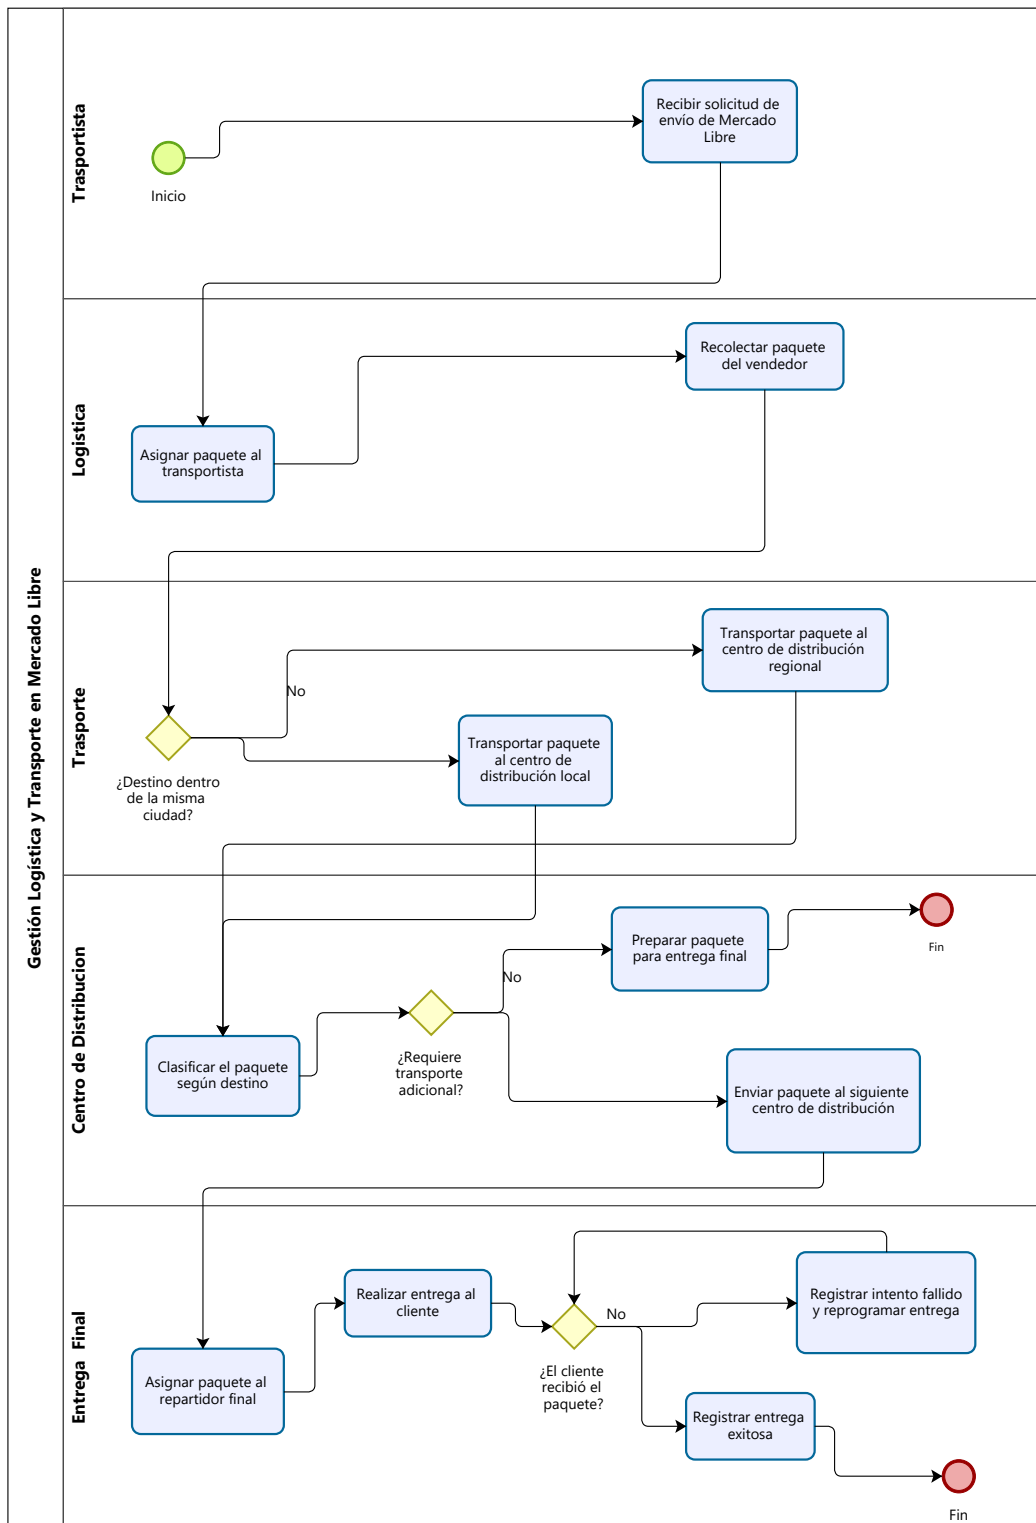 Gestión Logística y Transporte en Mercado Libre
Trasportista
Inicio
Recibir solicitud de
envío de Mercado
Libre
Logistica
Recolectar paquete
del vendedor
Asignar paquete al
transportista
Trasporte
Transportar paquete al
centro de distribución
regional
No
Transportar paquete
al centro de
distribución local
¿Destino dentro
de la misma
ciudad?
Centro de Distribucion
Preparar paquete
para entrega final
Fin
No
¿Requiere
transporte
adicional?
Clasificar el paquete
según destino
Enviar paquete al siguiente
centro de distribución
Entrega Final
Realizar entrega al
cliente
Registrar intento fallido
y reprogramar entrega
No
¿El cliente
recibió el
paquete?
Asignar paquete al
repartidor final
Registrar entrega
exitosa
Fin